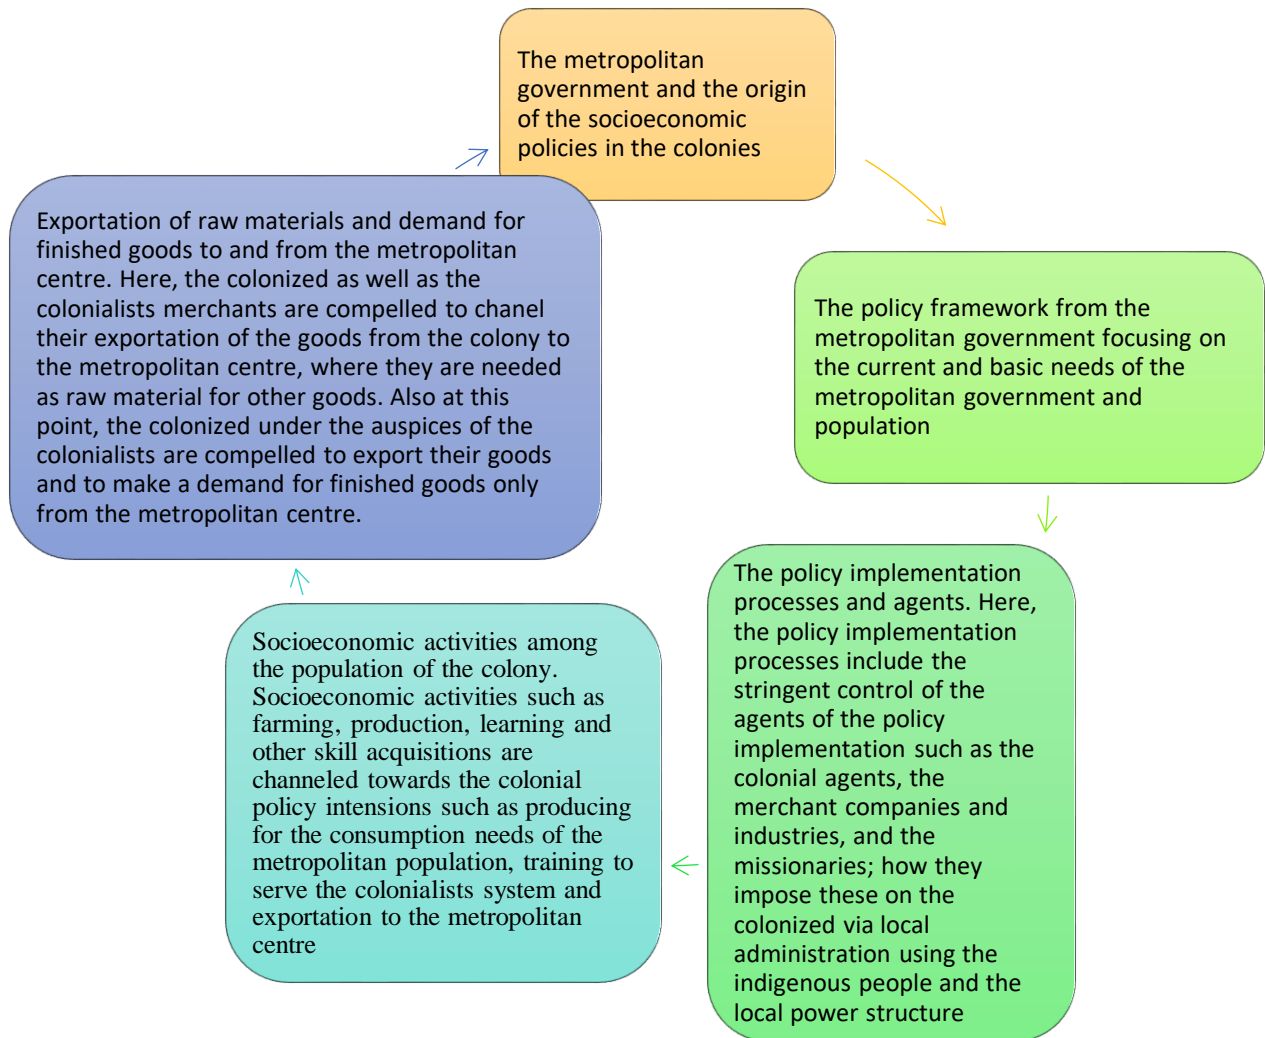 The metropolitan
government and the origin
of the socioeconomic
policies in the colonies
The policy framework from the
metropolitan government focusing on
the current and basic needs of the
metropolitan government and
population
The policy implementation
processes and agents. Here,
the policy implementation
processes include the
stringent control of the
agents of the policy
implementation such as the
colonial agents, the
merchant companies and
industries, and the
missionaries; how they
impose these on the
colonized via local
administration using the
indigenous people and the
local power structure
Socioeconomic activities among
the population of the colony.
Socioeconomic activities such as
farming, production, learning and
other skill acquisitions are
channeled towards the colonial
policy intensions such as producing
for the consumption needs of the
metropolitan population, training to
serve the colonialists system and
exportation to the metropolitan
centre
Exportation of raw materials and demand for
finished goods to and from the metropolitan
centre. Here, the colonized as well as the
colonialists merchants are compelled to chanel
their exportation of the goods from the colony to
the metropolitan centre, where they are needed
as raw material for other goods. Also at this
point, the colonized under the auspices of the
colonialists are compelled to export their goods
and to make a demand for finished goods only
from the metropolitan centre.